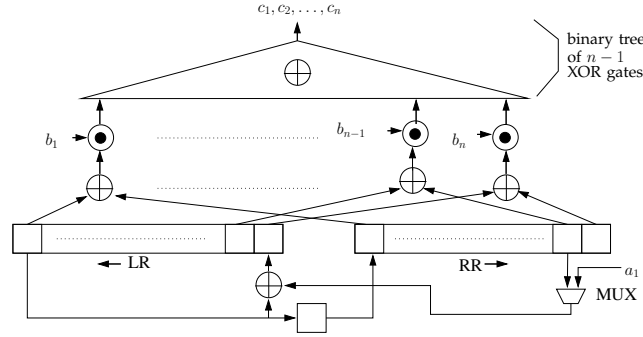 c₁, c₂, . . . , cₙ
binary tree
of n − 1
XOR gates
b₁
bₙ₋₁
bₙ
LR
RR
a₁
MUX